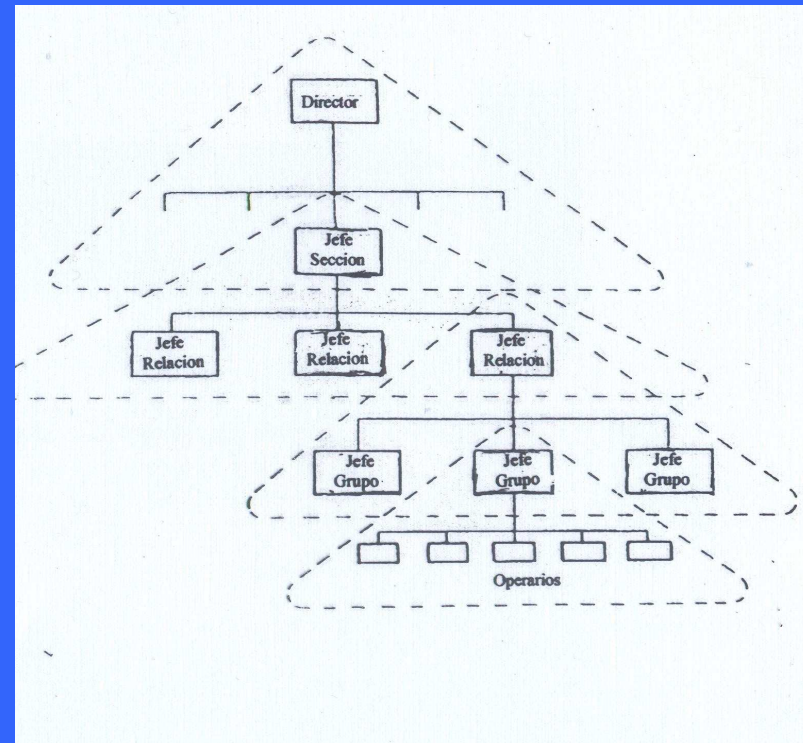 Director
Jefe
Seccion
Jefe
Relacion
Jefe
Relacion
Jefe
Relacion
Jefe
Grupo
Jefe
Grupo
Jefe
Grupo
Operarios